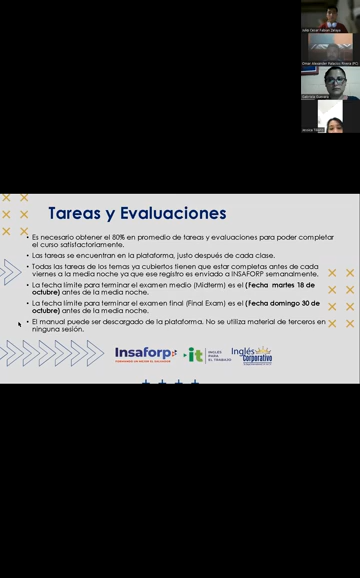 Tareas y Evaluaciones
• Es necesario obtener el 80% en promedio de tareas y evaluaciones para poder completar
el curso satisfactoriamente.
• Las tareas se encuentran en la plataforma, justo después de cada clase.
• Todas las tareas de los temas ya cubiertos tienen que estar completas antes de cada
viernes a la media noche ya que ese registro es enviado a INSAFORP semanalmente.
• La fecha límite para terminar el examen medio (Midterm) es el (Fecha martes 18 de
octubre) antes de la media noche.
• La fecha límite para terminar el examen final (Final Exam) es el (Fecha domingo 30 de
octubre) antes de la media noche.
• El manual puede ser descargado de la plataforma. No se utiliza material de terceros en
ninguna sesión.
Insaforp
it
INGLÉS
PARA
EL TRABAJO
Inglés
Corporativo